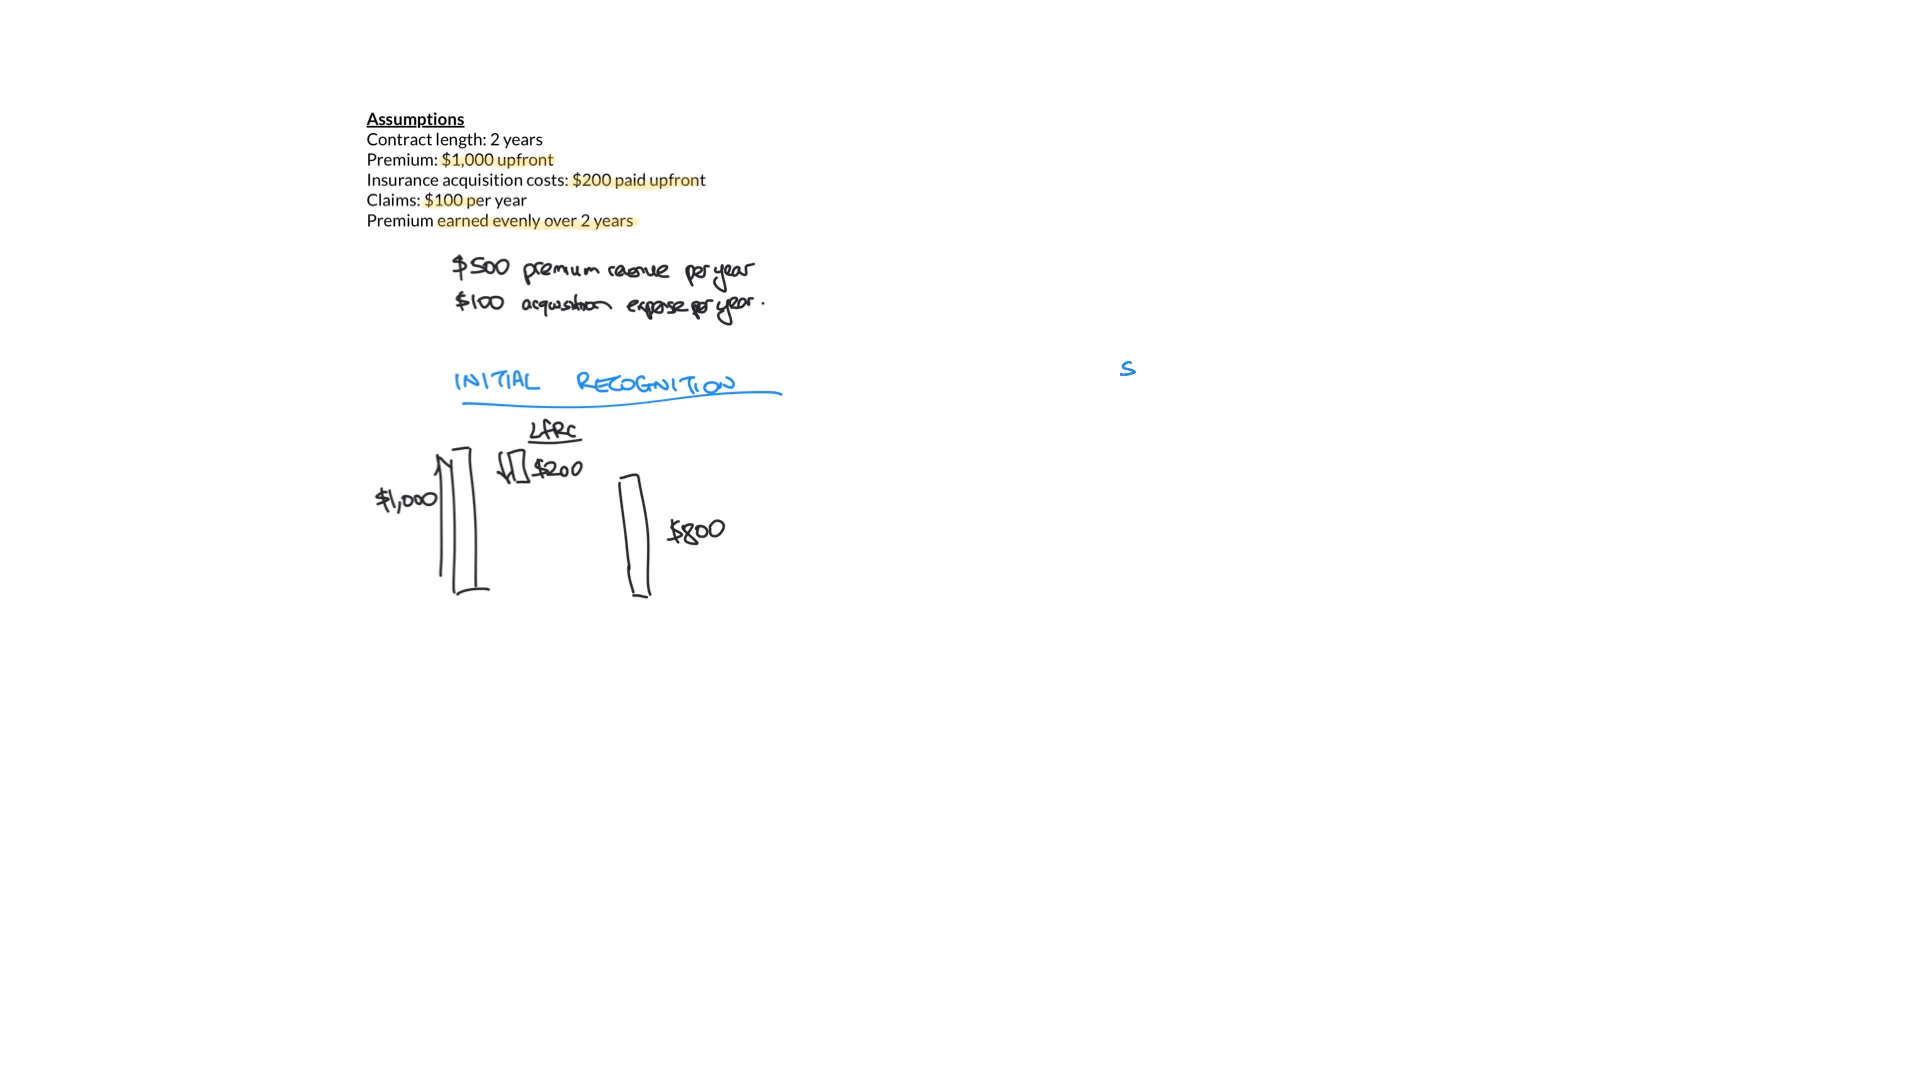 Assumptions
Contract length: 2 years
Premium: $1,000 upfront
Insurance acquisition costs: $200 paid upfront
Claims: $100 per year
Premium earned evenly over 2 years
$500 premium revenue per year
$100 acquisition expense per year.
INITIAL RECOGNITION
S
LfRC
$200
$1,000
$800